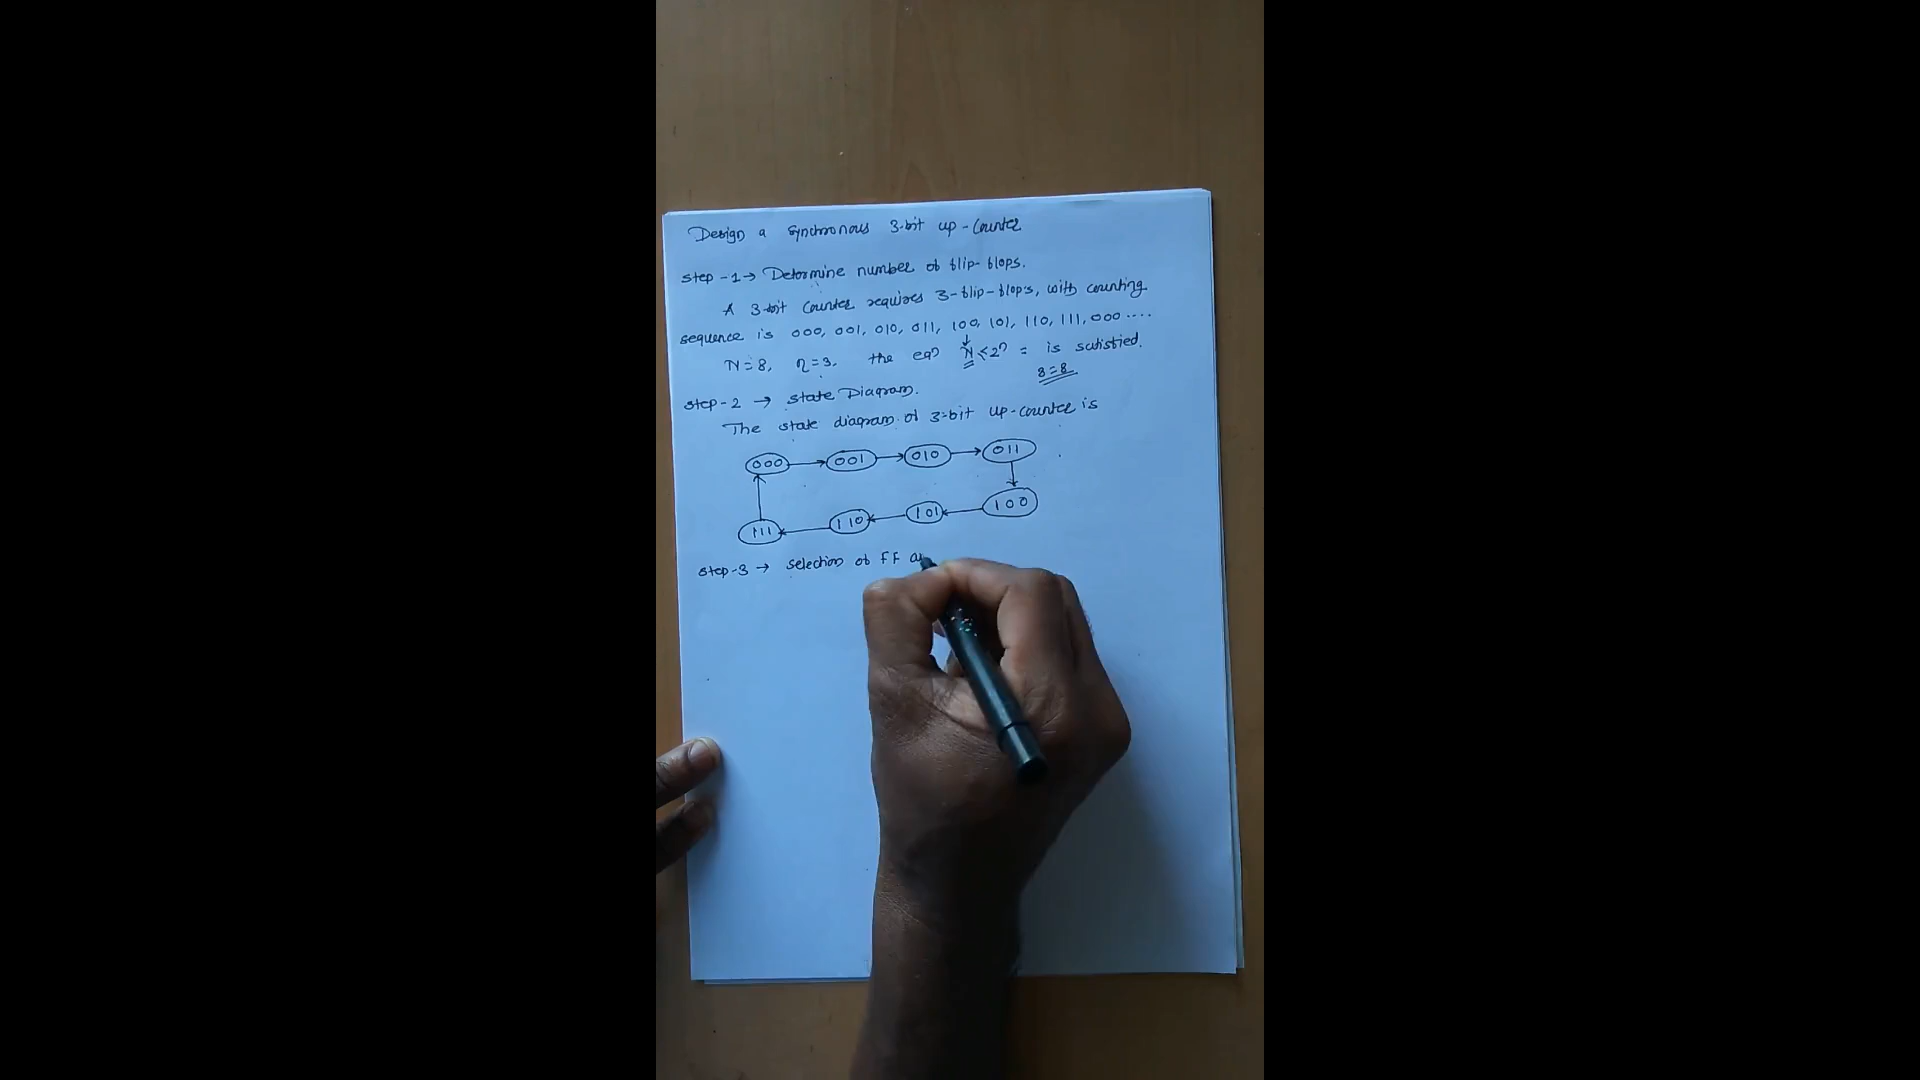 Design a Synchronous 3-bit up-Counter
step-1→ Determine number of flip-flops.
A 3-bit Counter requires 3-flip-flop's, with counting
sequence is 000, 001, 010, 011, 100, 101, 110, 111, 000 ....
N=8, n=3. the eqn N≤2ⁿ = is satisfied.
8=8
step-2 → state Diagram.
The state diagram of 3-bit up-counter is
000 → 001 → 010 → 011
111 ← 110 ← 101 ← 100
step-3 → selection of FF